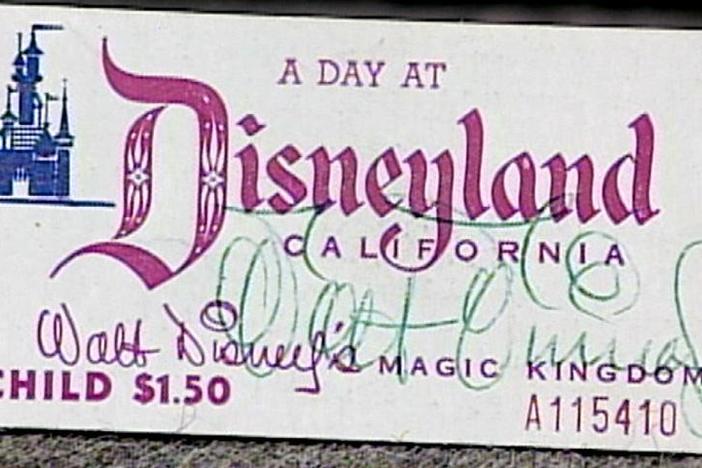 A DAY AT
Disneyland
CALIFORNIA
Walt Disney's MAGIC KINGDOM
CHILD $1.50
A115410